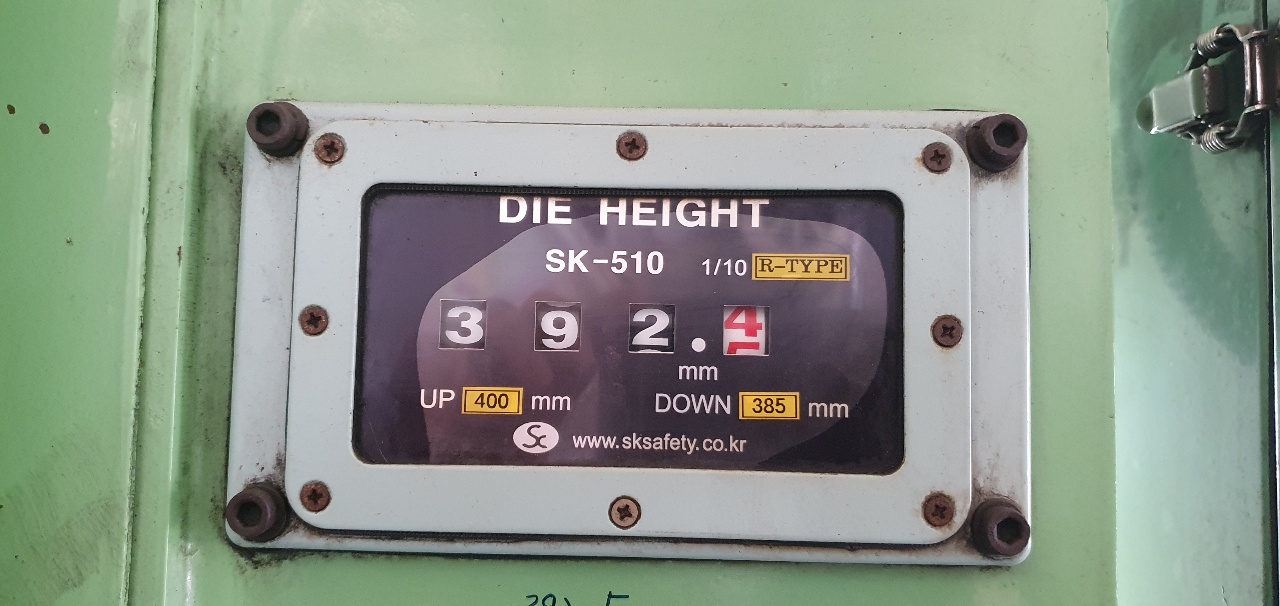 DIE HEIGHT
SK-510 1/10 R-TYPE
3 9 2 . 4
mm
UP 400 mm DOWN 385 mm
Sc www.sksafety.co.kr